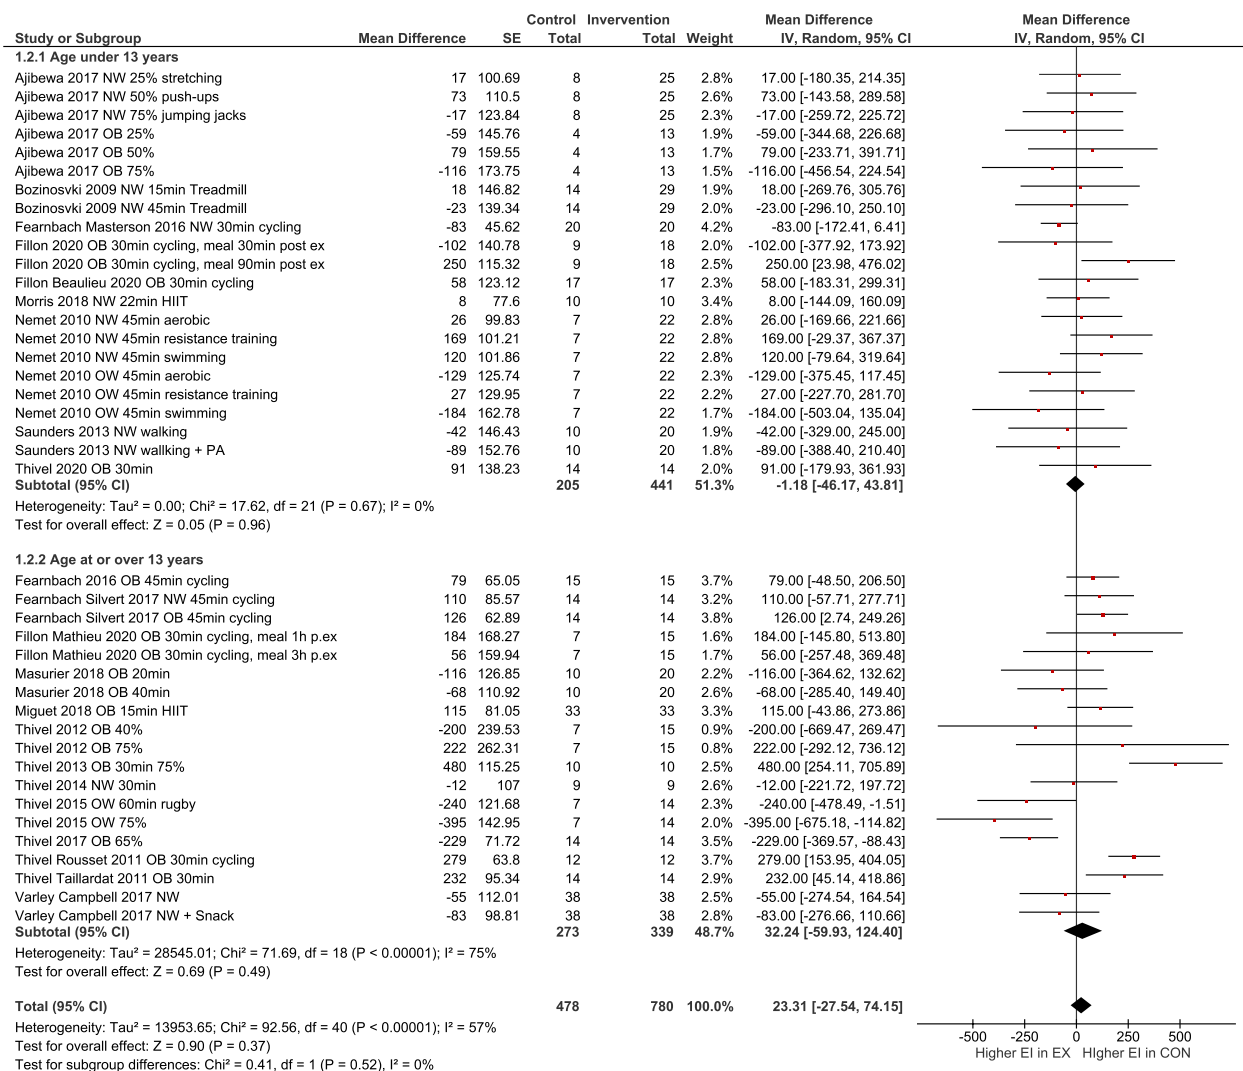 Control Invervention Mean Difference Mean Difference
Study or Subgroup Mean Difference SE Total Total Weight IV, Random, 95% CI IV, Random, 95% CI
1.2.1 Age under 13 years
Ajibewa 2017 NW 25% stretching 17 100.69 8 25 2.8% 17.00 [-180.35, 214.35]
Ajibewa 2017 NW 50% push-ups 73 110.5 8 25 2.6% 73.00 [-143.58, 289.58]
Ajibewa 2017 NW 75% jumping jacks -17 123.84 8 25 2.3% -17.00 [-259.72, 225.72]
Ajibewa 2017 OB 25% -59 145.76 4 13 1.9% -59.00 [-344.68, 226.68]
Ajibewa 2017 OB 50% 79 159.55 4 13 1.7% 79.00 [-233.71, 391.71]
Ajibewa 2017 OB 75% -116 173.75 4 13 1.5% -116.00 [-456.54, 224.54]
Bozinosvki 2009 NW 15min Treadmill 18 146.82 14 29 1.9% 18.00 [-269.76, 305.76]
Bozinosvki 2009 NW 45min Treadmill -23 139.34 14 29 2.0% -23.00 [-296.10, 250.10]
Fearnbach Masterson 2016 NW 30min cycling -83 45.62 20 20 4.2% -83.00 [-172.41, 6.41]
Fillon 2020 OB 30min cycling, meal 30min post ex -102 140.78 9 18 2.0% -102.00 [-377.92, 173.92]
Fillon 2020 OB 30min cycling, meal 90min post ex 250 115.32 9 18 2.5% 250.00 [23.98, 476.02]
Fillon Beaulieu 2020 OB 30min cycling 58 123.12 17 17 2.3% 58.00 [-183.31, 299.31]
Morris 2018 NW 22min HIIT 8 77.6 10 10 3.4% 8.00 [-144.09, 160.09]
Nemet 2010 NW 45min aerobic 26 99.83 7 22 2.8% 26.00 [-169.66, 221.66]
Nemet 2010 NW 45min resistance training 169 101.21 7 22 2.8% 169.00 [-29.37, 367.37]
Nemet 2010 NW 45min swimming 120 101.86 7 22 2.8% 120.00 [-79.64, 319.64]
Nemet 2010 OW 45min aerobic -129 125.74 7 22 2.3% -129.00 [-375.45, 117.45]
Nemet 2010 OW 45min resistance training 27 129.95 7 22 2.2% 27.00 [-227.70, 281.70]
Nemet 2010 OW 45min swimming -184 162.78 7 22 1.7% -184.00 [-503.04, 135.04]
Saunders 2013 NW walking -42 146.43 10 20 1.9% -42.00 [-329.00, 245.00]
Saunders 2013 NW wallking + PA -89 152.76 10 20 1.8% -89.00 [-388.40, 210.40]
Thivel 2020 OB 30min 91 138.23 14 14 2.0% 91.00 [-179.93, 361.93]
Subtotal (95% CI) 205 441 51.3% -1.18 [-46.17, 43.81]
Heterogeneity: Tau² = 0.00; Chi² = 17.62, df = 21 (P = 0.67); I² = 0%
Test for overall effect: Z = 0.05 (P = 0.96)
1.2.2 Age at or over 13 years
Fearnbach 2016 OB 45min cycling 79 65.05 15 15 3.7% 79.00 [-48.50, 206.50]
Fearnbach Silvert 2017 NW 45min cycling 110 85.57 14 14 3.2% 110.00 [-57.71, 277.71]
Fearnbach Silvert 2017 OB 45min cycling 126 62.89 14 14 3.8% 126.00 [2.74, 249.26]
Fillon Mathieu 2020 OB 30min cycling, meal 1h p.ex 184 168.27 7 15 1.6% 184.00 [-145.80, 513.80]
Fillon Mathieu 2020 OB 30min cycling, meal 3h p.ex 56 159.94 7 15 1.7% 56.00 [-257.48, 369.48]
Masurier 2018 OB 20min -116 126.85 10 20 2.2% -116.00 [-364.62, 132.62]
Masurier 2018 OB 40min -68 110.92 10 20 2.6% -68.00 [-285.40, 149.40]
Miguet 2018 OB 15min HIIT 115 81.05 33 33 3.3% 115.00 [-43.86, 273.86]
Thivel 2012 OB 40% -200 239.53 7 15 0.9% -200.00 [-669.47, 269.47]
Thivel 2012 OB 75% 222 262.31 7 15 0.8% 222.00 [-292.12, 736.12]
Thivel 2013 OB 30min 75% 480 115.25 10 10 2.5% 480.00 [254.11, 705.89]
Thivel 2014 NW 30min -12 107 9 9 2.6% -12.00 [-221.72, 197.72]
Thivel 2015 OW 60min rugby -240 121.68 7 14 2.3% -240.00 [-478.49, -1.51]
Thivel 2015 OW 75% -395 142.95 7 14 2.0% -395.00 [-675.18, -114.82]
Thivel 2017 OB 65% -229 71.72 14 14 3.5% -229.00 [-369.57, -88.43]
Thivel Rousset 2011 OB 30min cycling 279 63.8 12 12 3.7% 279.00 [153.95, 404.05]
Thivel Taillardat 2011 OB 30min 232 95.34 14 14 2.9% 232.00 [45.14, 418.86]
Varley Campbell 2017 NW -55 112.01 38 38 2.5% -55.00 [-274.54, 164.54]
Varley Campbell 2017 NW + Snack -83 98.81 38 38 2.8% -83.00 [-276.66, 110.66]
Subtotal (95% CI) 273 339 48.7% 32.24 [-59.93, 124.40]
Heterogeneity: Tau² = 28545.01; Chi² = 71.69, df = 18 (P < 0.00001); I² = 75%
Test for overall effect: Z = 0.69 (P = 0.49)
Total (95% CI) 478 780 100.0% 23.31 [-27.54, 74.15]
Heterogeneity: Tau² = 13953.65; Chi² = 92.56, df = 40 (P < 0.00001); I² = 57%
Test for overall effect: Z = 0.90 (P = 0.37)
Test for subgroup differences: Chi² = 0.41, df = 1 (P = 0.52), I² = 0%
-500 -250 0 250 500
Higher EI in EX HIgher EI in CON